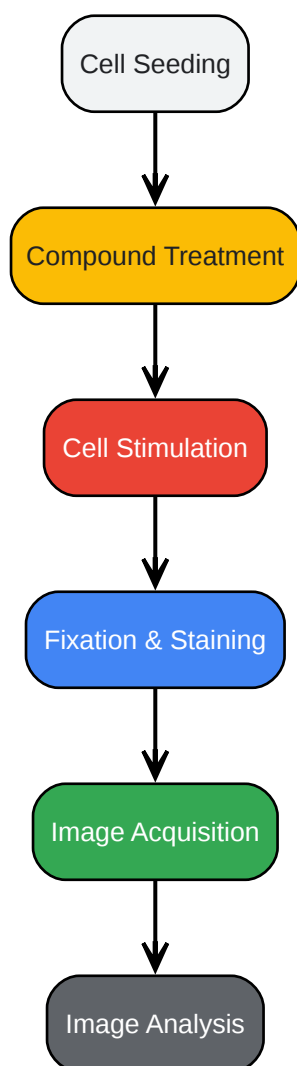 Cell Seeding
Compound Treatment
Cell Stimulation
Fixation & Staining
Image Acquisition
Image Analysis